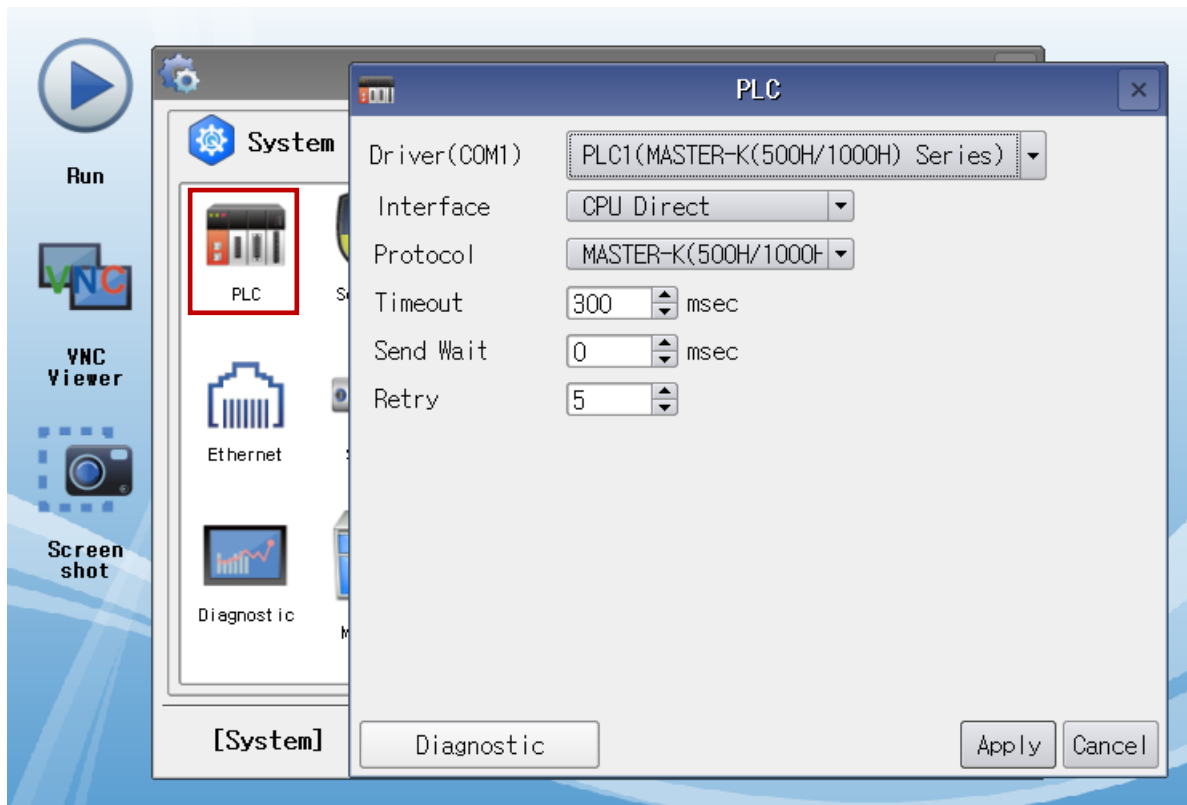 Run
VNC
VNC
Viewer
Screen
shot
System
PLC
Ethernet
Diagnostic
[System]
PLC
Driver(COM1)
PLC1(MASTER-K(500H/1000H) Series)
Interface
CPU Direct
Protocol
MASTER-K(500H/1000H
Timeout
300
msec
Send Wait
0
msec
Retry
5
Diagnostic
Apply
Cancel